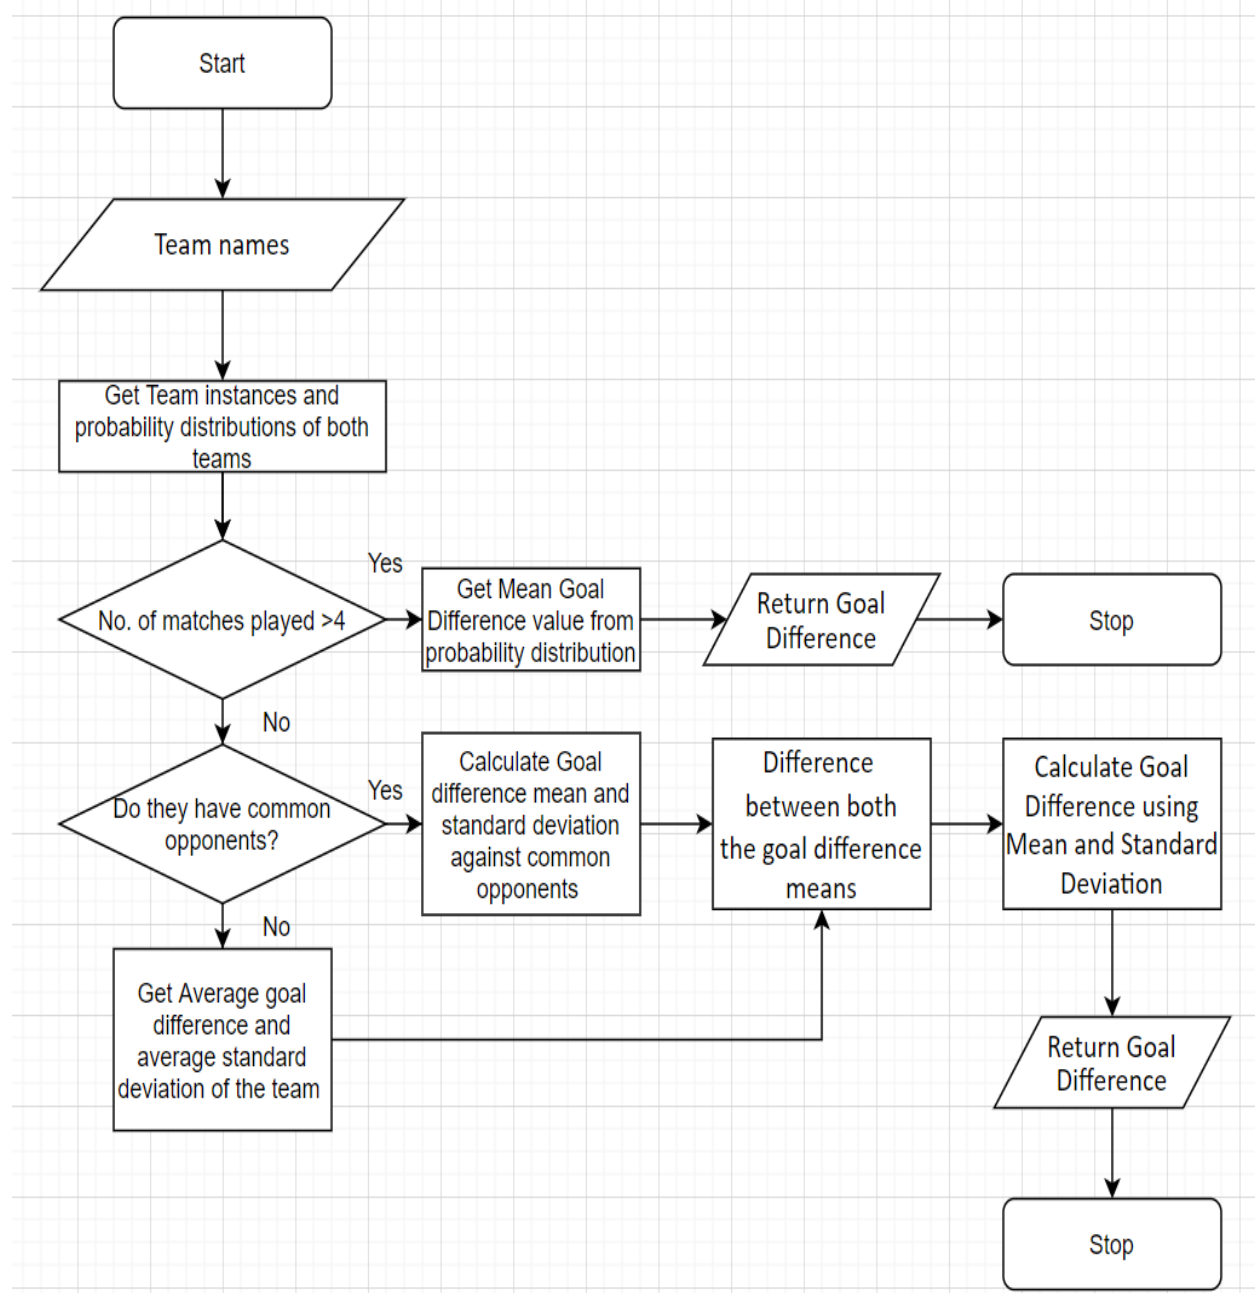 Start
Team names
Get Team instances and
probability distributions of both
teams
No. of matches played >4
Yes
Get Mean Goal
Difference value from
probability distribution
Return Goal
Difference
Stop
No
Do they have common
opponents?
Yes
Calculate Goal
difference mean and
standard deviation
against common
opponents
Difference
between both
the goal difference
means
Calculate Goal
Difference using
Mean and Standard
Deviation
No
Get Average goal
difference and
average standard
deviation of the team
Return Goal
Difference
Stop